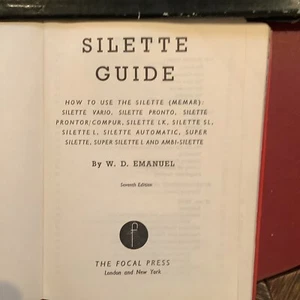 SILETTE
GUIDE
HOW TO USE THE SILETTE (MEMAR):
SILETTE VARIO, SILETTE PRONTO, SILETTE
PRONTOR/COMPUR, SILETTE LK, SILETTE SL,
SILETTE L, SILETTE AUTOMATIC, SUPER
SILETTE, SUPER SILETTE L AND AMBI-SILETTE
By W. D. EMANUEL
Seventh Edition
THE FOCAL PRESS
London and New York